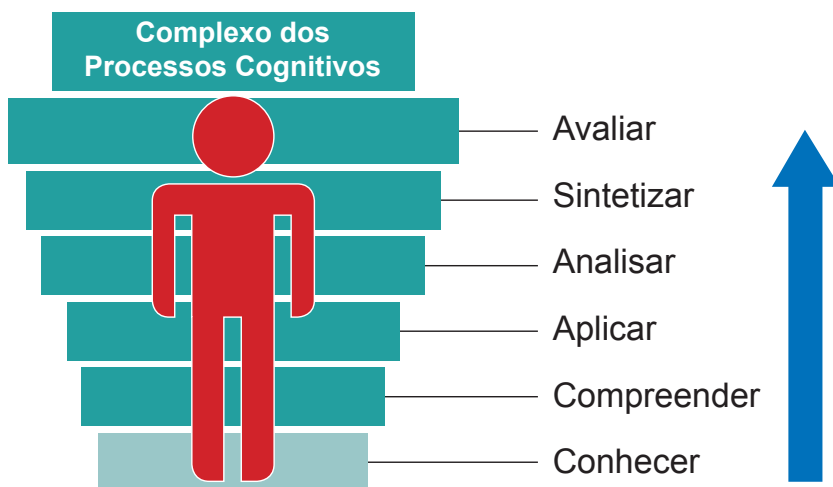 Complexo dos
Processos Cognitivos
Avaliar
Sintetizar
Analisar
Aplicar
Compreender
Conhecer